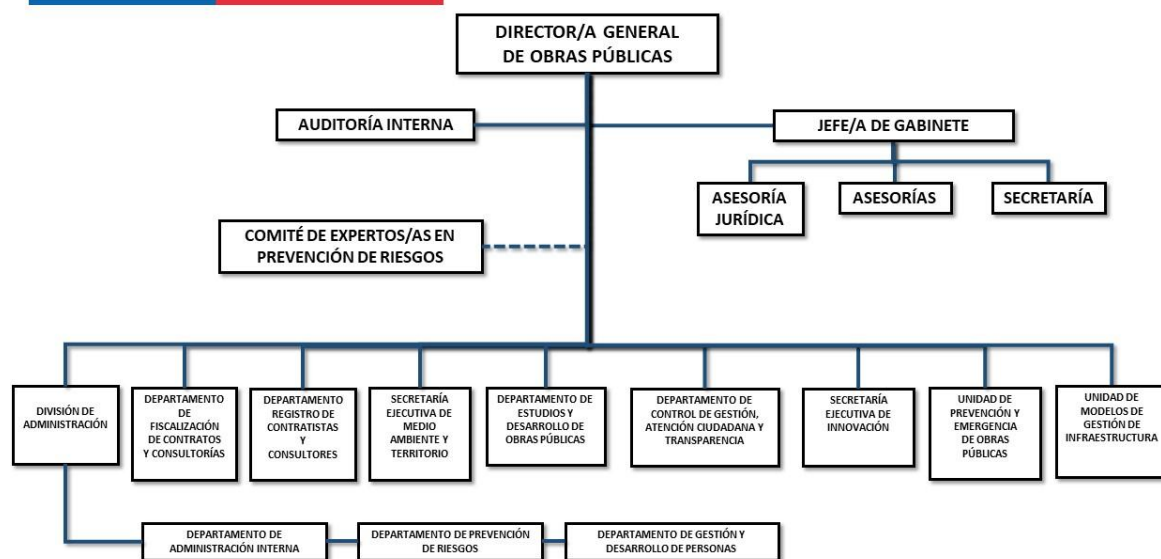 DIRECTOR/A GENERAL
DE OBRAS PÚBLICAS
AUDITORÍA INTERNA
JEFE/A DE GABINETE
ASESORÍA
JURÍDICA
ASESORÍAS
SECRETARÍA
COMITÉ DE EXPERTOS/AS EN
PREVENCIÓN DE RIESGOS
DIVISIÓN DE
ADMINISTRACIÓN
DEPARTAMENTO
DE
FISCALIZACIÓN
DE CONTRATOS
Y CONSULTORÍAS
DEPARTAMENTO
REGISTRO DE
CONTRATISTAS
Y
CONSULTORES
SECRETARÍA
EJECUTIVA DE
MEDIO
AMBIENTE Y
TERRITORIO
DEPARTAMENTO DE
ESTUDIOS Y
DESARROLLO DE
OBRAS PÚBLICAS
DEPARTAMENTO DE
CONTROL DE GESTIÓN,
ATENCIÓN CIUDADANA Y
TRANSPARENCIA
SECRETARÍA
EJECUTIVA DE
INNOVACIÓN
UNIDAD DE
PREVENCIÓN Y
EMERGENCIA
DE OBRAS
PÚBLICAS
UNIDAD DE
MODELOS DE
GESTIÓN DE
INFRAESTRUCTURA
DEPARTAMENTO DE
ADMINISTRACIÓN INTERNA
DEPARTAMENTO DE PREVENCIÓN
DE RIESGOS
DEPARTAMENTO DE GESTIÓN Y
DESARROLLO DE PERSONAS